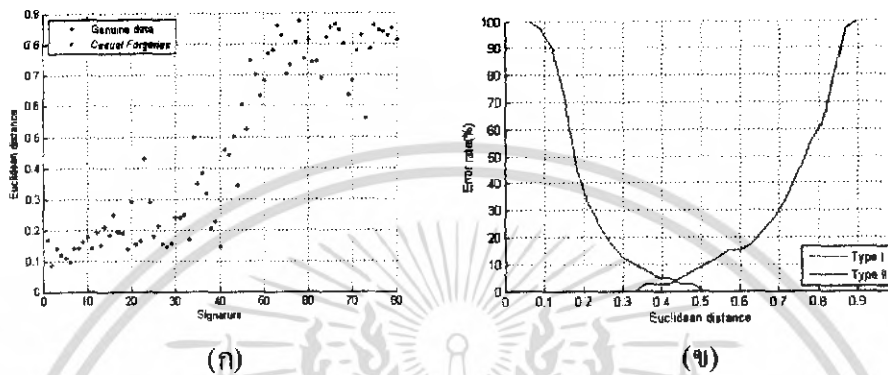 Genuine data
Casual Forgeries
Euclidean distance
0.9
0.8
0.7
0.6
0.5
0.4
0.3
0.2
0.1
0
0 10 20 30 40 50 60 70 80 90
Signature
(ก)
Error rate(%)
100
90
80
70
60
50
40
30
20
10
0
0 0.1 0.2 0.3 0.4 0.5 0.6 0.7 0.8 0.9
Type I
Type II
Euclidean distance
(ข)